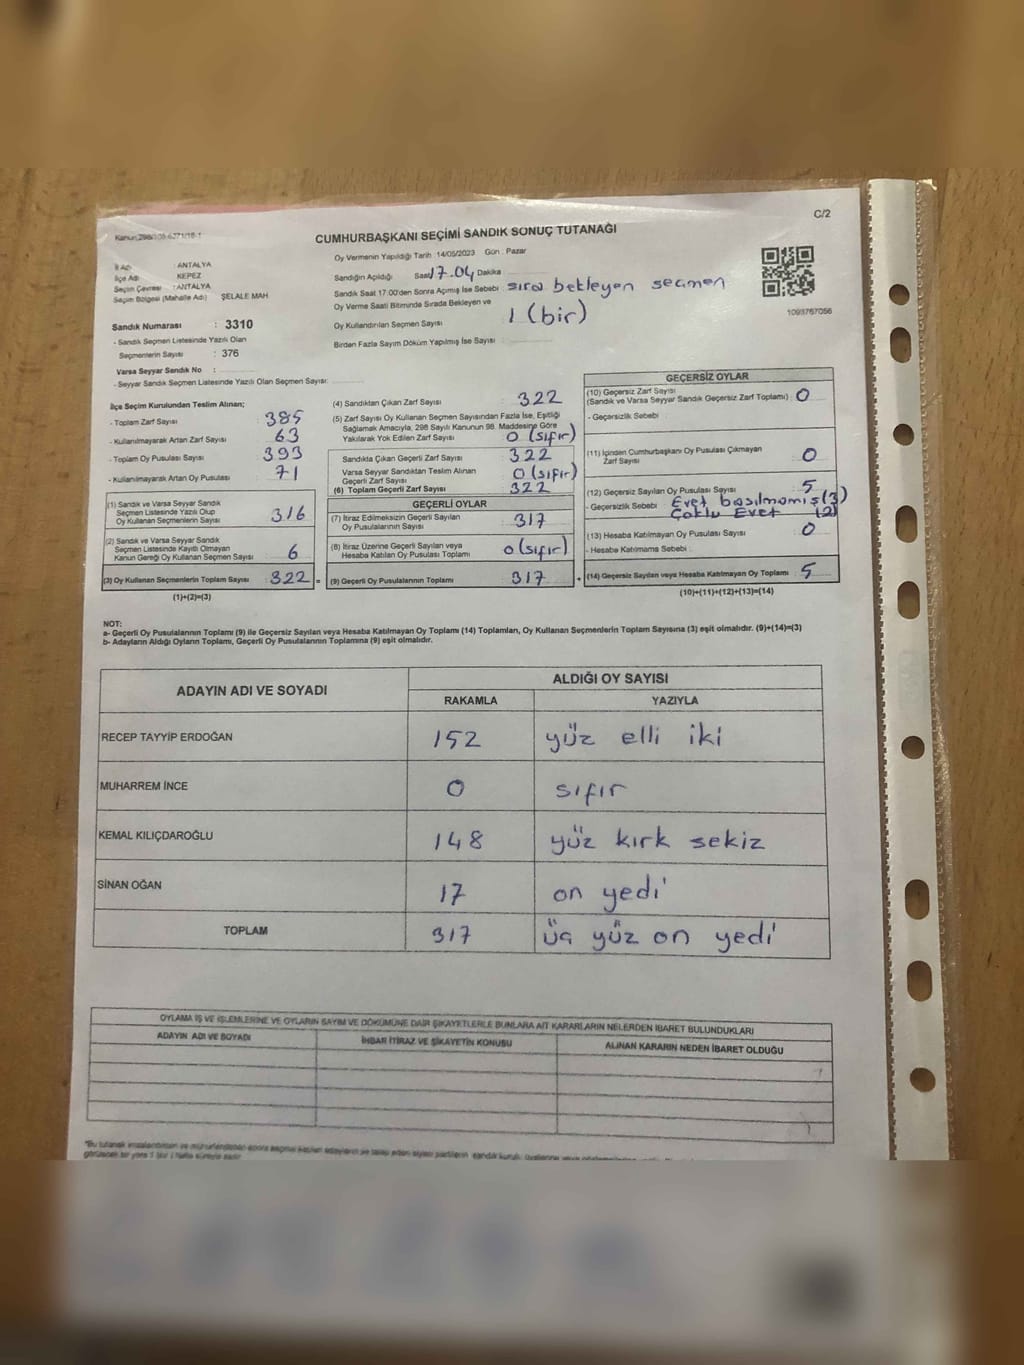 C/2
Kanun:298/105-6271/16-1
CUMHURBAŞKANI SEÇİMİ SANDIK SONUÇ TUTANAĞI
İl Adı : ANTALYA
İlçe Adı : KEPEZ
Seçim Çevresi : ANTALYA
Seçim Bölgesi (Mahalle Adı) ŞELALE MAH
Sandık Numarası : 3310
- Sandık Seçmen Listesinde Yazılı Olan
Seçmenlerin Sayısı : 376
Varsa Seyyar Sandık No :
- Seyyar Sandık Seçmen Listesinde Yazılı Olan Seçmen Sayısı:
Oy Vermenin Yapıldığı Tarih 14/05/2023 Gün : Pazar
Sandığın Açıldığı Saat 17.04 Dakika
Sandık Saat 17:00'den Sonra Açılmış İse Sebebi : sıra bekleyen seçmen
Oy Verme Saati Bitiminde Sırada Bekleyen ve
Oy Kullandırılan Seçmen Sayısı 1 (bir)
Birden Fazla Sayım Döküm Yapılmış İse Sayısı :
1093767056
İlçe Seçim Kurulundan Teslim Alınan;
- Toplam Zarf Sayısı : 385
- Kullanılmayarak Artan Zarf Sayısı : 63
- Toplam Oy Pusulası Sayısı : 393
- Kullanılmayarak Artan Oy Pusulası : 71
(1) Sandık ve Varsa Seyyar Sandık
Seçmen Listesinde Yazılı Olup
Oy Kullanan Seçmenlerin Sayısı : 316
(2) Sandık ve Varsa Seyyar Sandık
Seçmen Listesinde Kayıtlı Olmayan
Kanun Gereği Oy Kullanan Seçmen Sayısı : 6
(3) Oy Kullanan Seçmenlerin Toplam Sayısı : 322 =
(1)+(2)=(3)
(4) Sandıktan Çıkan Zarf Sayısı : 322
(5) Zarf Sayısı Oy Kullanan Seçmen Sayısından Fazla İse, Eşitliği
Sağlamak Amacıyla, 298 Sayılı Kanunun 98. Maddesine Göre
Yakılarak Yok Edilen Zarf Sayısı : 0 (sıfır)
Sandıkta Çıkan Geçerli Zarf Sayısı : 322
Varsa Seyyar Sandıktan Teslim Alınan
Geçerli Zarf Sayısı : 0 (sıfır)
(6) Toplam Geçerli Zarf Sayısı : 322
GEÇERLİ OYLAR
(7) İtiraz Edilmeksizin Geçerli Sayılan
Oy Pusulalarının Sayısı : 317
(8) İtiraz Üzerine Geçerli Sayılan veya
Hesaba Katılan Oy Pusulası Toplamı : 0 (sıfır)
(9) Geçerli Oy Pusulalarının Toplamı : 317 +
GEÇERSİZ OYLAR
(10) Geçersiz Zarf Sayısı
(Sandık ve Varsa Seyyar Sandık Geçersiz Zarf Toplamı) : 0
- Geçersizlik Sebebi :
(11) İçinden Cumhurbaşkanı Oy Pusulası Çıkmayan
Zarf Sayısı : 0
(12) Geçersiz Sayılan Oy Pusulası Sayısı : 5
- Geçersizlik Sebebi : Evet basılmamış (3)
Çoklu Evet (2)
(13) Hesaba Katılmayan Oy Pusulası Sayısı : 0
- Hesaba Katılmama Sebebi :
(14) Geçersiz Sayılan veya Hesaba Katılmayan Oy Toplamı : 5
(10)+(11)+(12)+(13)=(14)
NOT:
a- Geçerli Oy Pusulalarının Toplamı (9) ile Geçersiz Sayılan veya Hesaba Katılmayan Oy Toplamı (14) Toplamları, Oy Kullanan Seçmenlerin Toplam Sayısına (3) eşit olmalıdır. (9)+(14)=(3)
b- Adayların Aldığı Oyların Toplamı, Geçerli Oy Pusulalarının Toplamına (9) eşit olmalıdır.
ADAYIN ADI VE SOYADI
ALDIĞI OY SAYISI
RAKAMLA YAZIYLA
RECEP TAYYİP ERDOĞAN 152 yüz elli iki
MUHARREM İNCE 0 sıfır
KEMAL KILIÇDAROĞLU 148 yüz kırk sekiz
SİNAN OĞAN 17 on yedi
TOPLAM 317 üç yüz on yedi
OYLAMA İŞ VE İŞLEMLERİNE VE OYLARIN SAYIM VE DÖKÜMÜNE DAİR ŞİKAYETLERLE BUNLARA AİT KARARLARIN NELERDEN İBARET BULUNDUKLARI
ADAYIN ADI VE SOYADI İHBAR İTİRAZ VE ŞİKAYETİN KONUSU ALINAN KARARIN NEDEN İBARET OLDUĞU